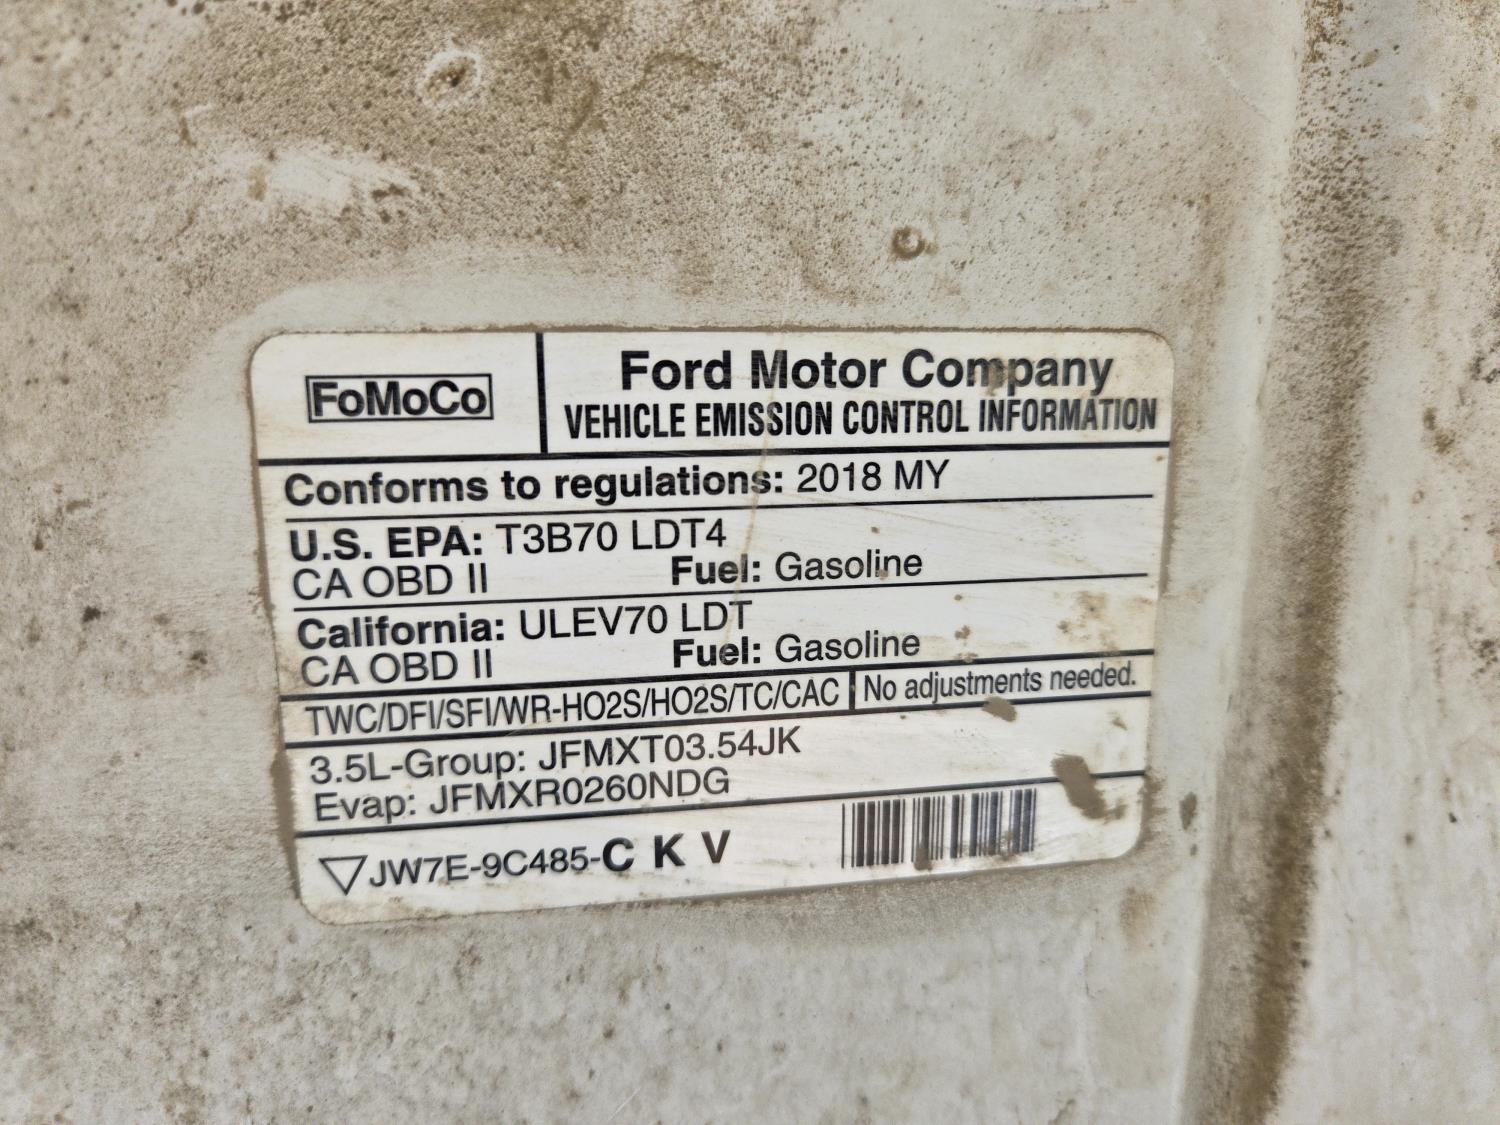 FoMoCo
Ford Motor Company
VEHICLE EMISSION CONTROL INFORMATION
Conforms to regulations: 2018 MY
U.S. EPA: T3B70 LDT4
CA OBD II Fuel: Gasoline
California: ULEV70 LDT
CA OBD II Fuel: Gasoline
TWC/DFI/SFI/WR-HO2S/HO2S/TC/CAC No adjustments needed.
3.5L-Group: JFMXT03.54JK
Evap: JFMXR0260NDG
JW7E-9C485-C K V